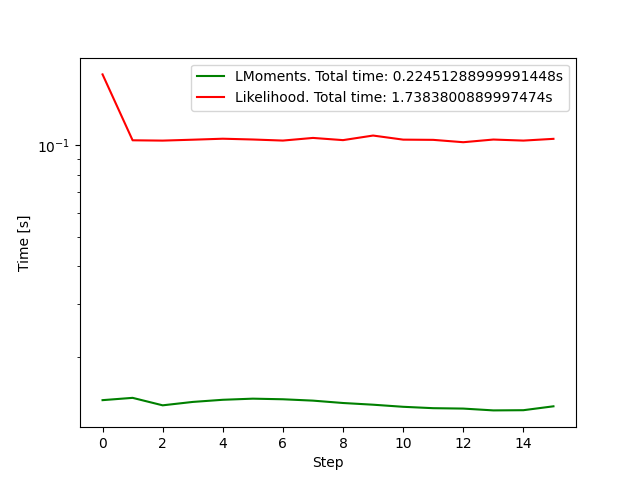 LMoments. Total time: 0.22451288999991448s
Likelihood. Total time: 1.7383800889997474s
10⁻¹
Time [s]
0 2 4 6 8 10 12 14
Step